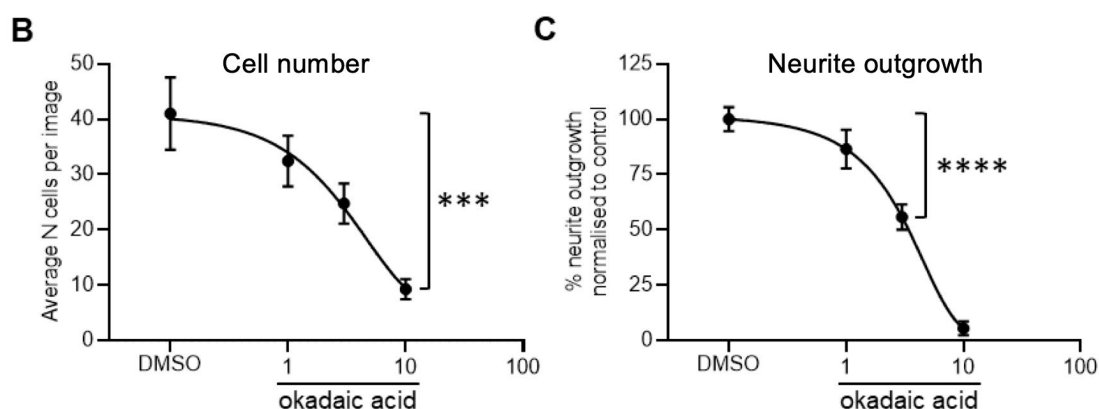 B
Cell number
Average N cells per image
50
40
30
20
10
0
***
DMSO
1
10
100
okadaic acid
C
Neurite outgrowth
% neurite outgrowth
normalised to control
125
100
75
50
25
0
****
DMSO
1
10
100
okadaic acid